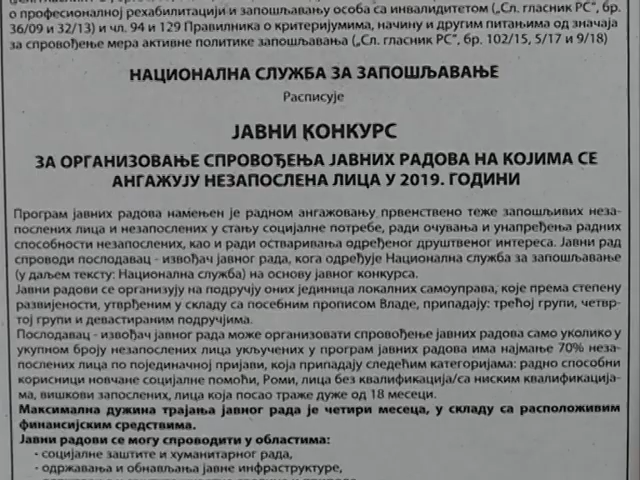 о професионалној рехабилитацији и запошљавању особа са инвалидитетом („Сл. гласник РС“, бр.
36/09 и 32/13) и чл. 94 и 129 Правилника о критеријумима, начину и другим питањима од значаја
за спровођење мера активне политике запошљавања („Сл. гласник РС“, бр. 102/15, 5/17 и 9/18)
НАЦИОНАЛНА СЛУЖБА ЗА ЗАПОШЉАВАЊЕ
Расписује
ЈАВНИ КОНКУРС
ЗА ОРГАНИЗОВАЊЕ СПРОВОЂЕЊА ЈАВНИХ РАДОВА НА КОЈИМА СЕ
АНГАЖУЈУ НЕЗАПОСЛЕНА ЛИЦА У 2019. ГОДИНИ
Програм јавних радова намењен је радном ангажовању првенствено теже запошљивих неза-
послених лица и незапослених у стању социјалне потребе, ради очувања и унапређења радних
способности незапослених, као и ради остваривања одређеног друштвеног интереса. Јавни рад
спроводи послодавац - извођач јавног рада, кога одређује Национална служба за запошљавање
(у даљем тексту: Национална служба) на основу јавног конкурса.
Јавни радови се организују на подручју оних јединица локалних самоуправа, које према степену
развијености, утврђеним у складу са посебним прописом Владе, припадају: трећој групи, четвр-
тој групи и девастираним подручјима.
Послодавац - извођач јавног рада може организовати спровођење јавних радова само уколико у
укупном броју незапослених лица укључених у програм јавних радова има најмање 70% неза-
послених лица по појединачној пријави, која припадају следећим категоријама: радно способни
корисници новчане социјалне помоћи, Роми, лица без квалификација/са ниским квалификација-
ма, вишкови запослених, лица која посао траже дуже од 18 месеци.
Максимална дужина трајања јавног рада је четири месеца, у складу са расположивим
финансијским средствима.
Јавни радови се могу спроводити у областима:
- социјалне заштите и хуманитарног рада,
- одржавања и обнављања јавне инфраструктуре,